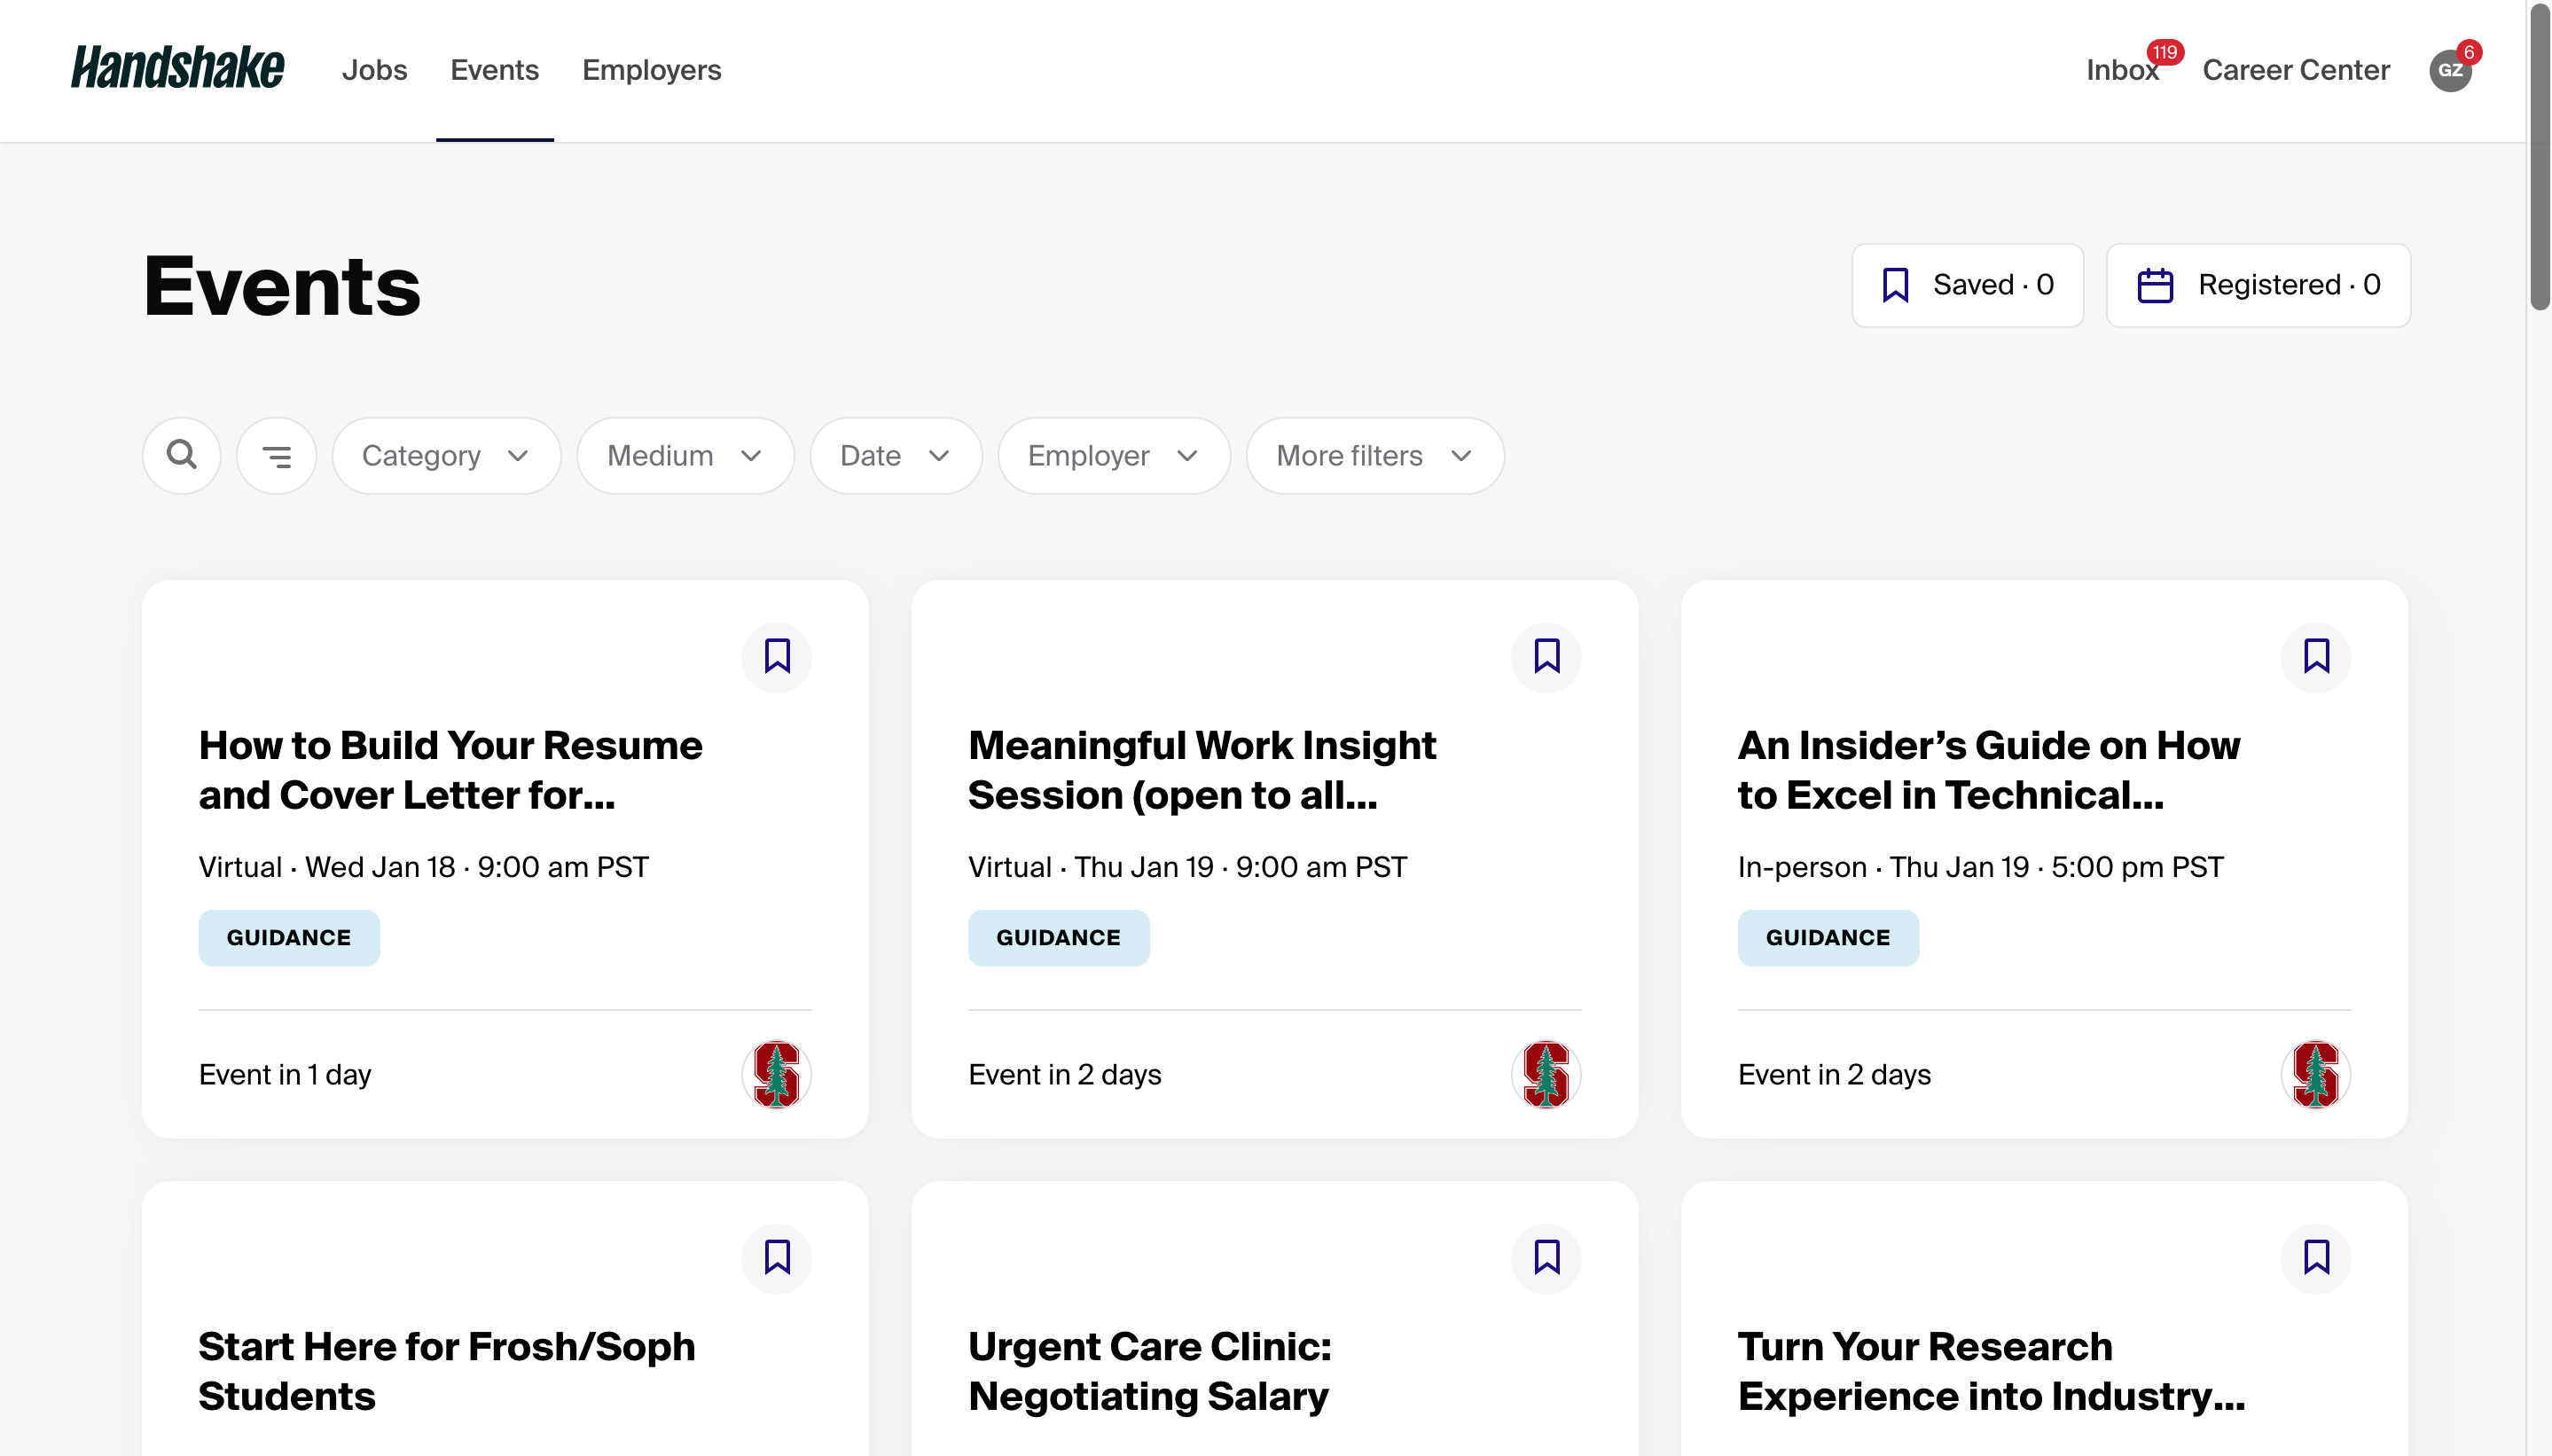 Handshake
Jobs
Events
Employers
Inbox
119
Career Center
GZ
6
Events
Saved · 0
Registered · 0
Category
Medium
Date
Employer
More filters
How to Build Your Resume
and Cover Letter for...
Virtual · Wed Jan 18 · 9:00 am PST
GUIDANCE
Event in 1 day
Meaningful Work Insight
Session (open to all...
Virtual · Thu Jan 19 · 9:00 am PST
GUIDANCE
Event in 2 days
An Insider’s Guide on How
to Excel in Technical...
In-person · Thu Jan 19 · 5:00 pm PST
GUIDANCE
Event in 2 days
Start Here for Frosh/Soph
Students
Urgent Care Clinic:
Negotiating Salary
Turn Your Research
Experience into Industry...